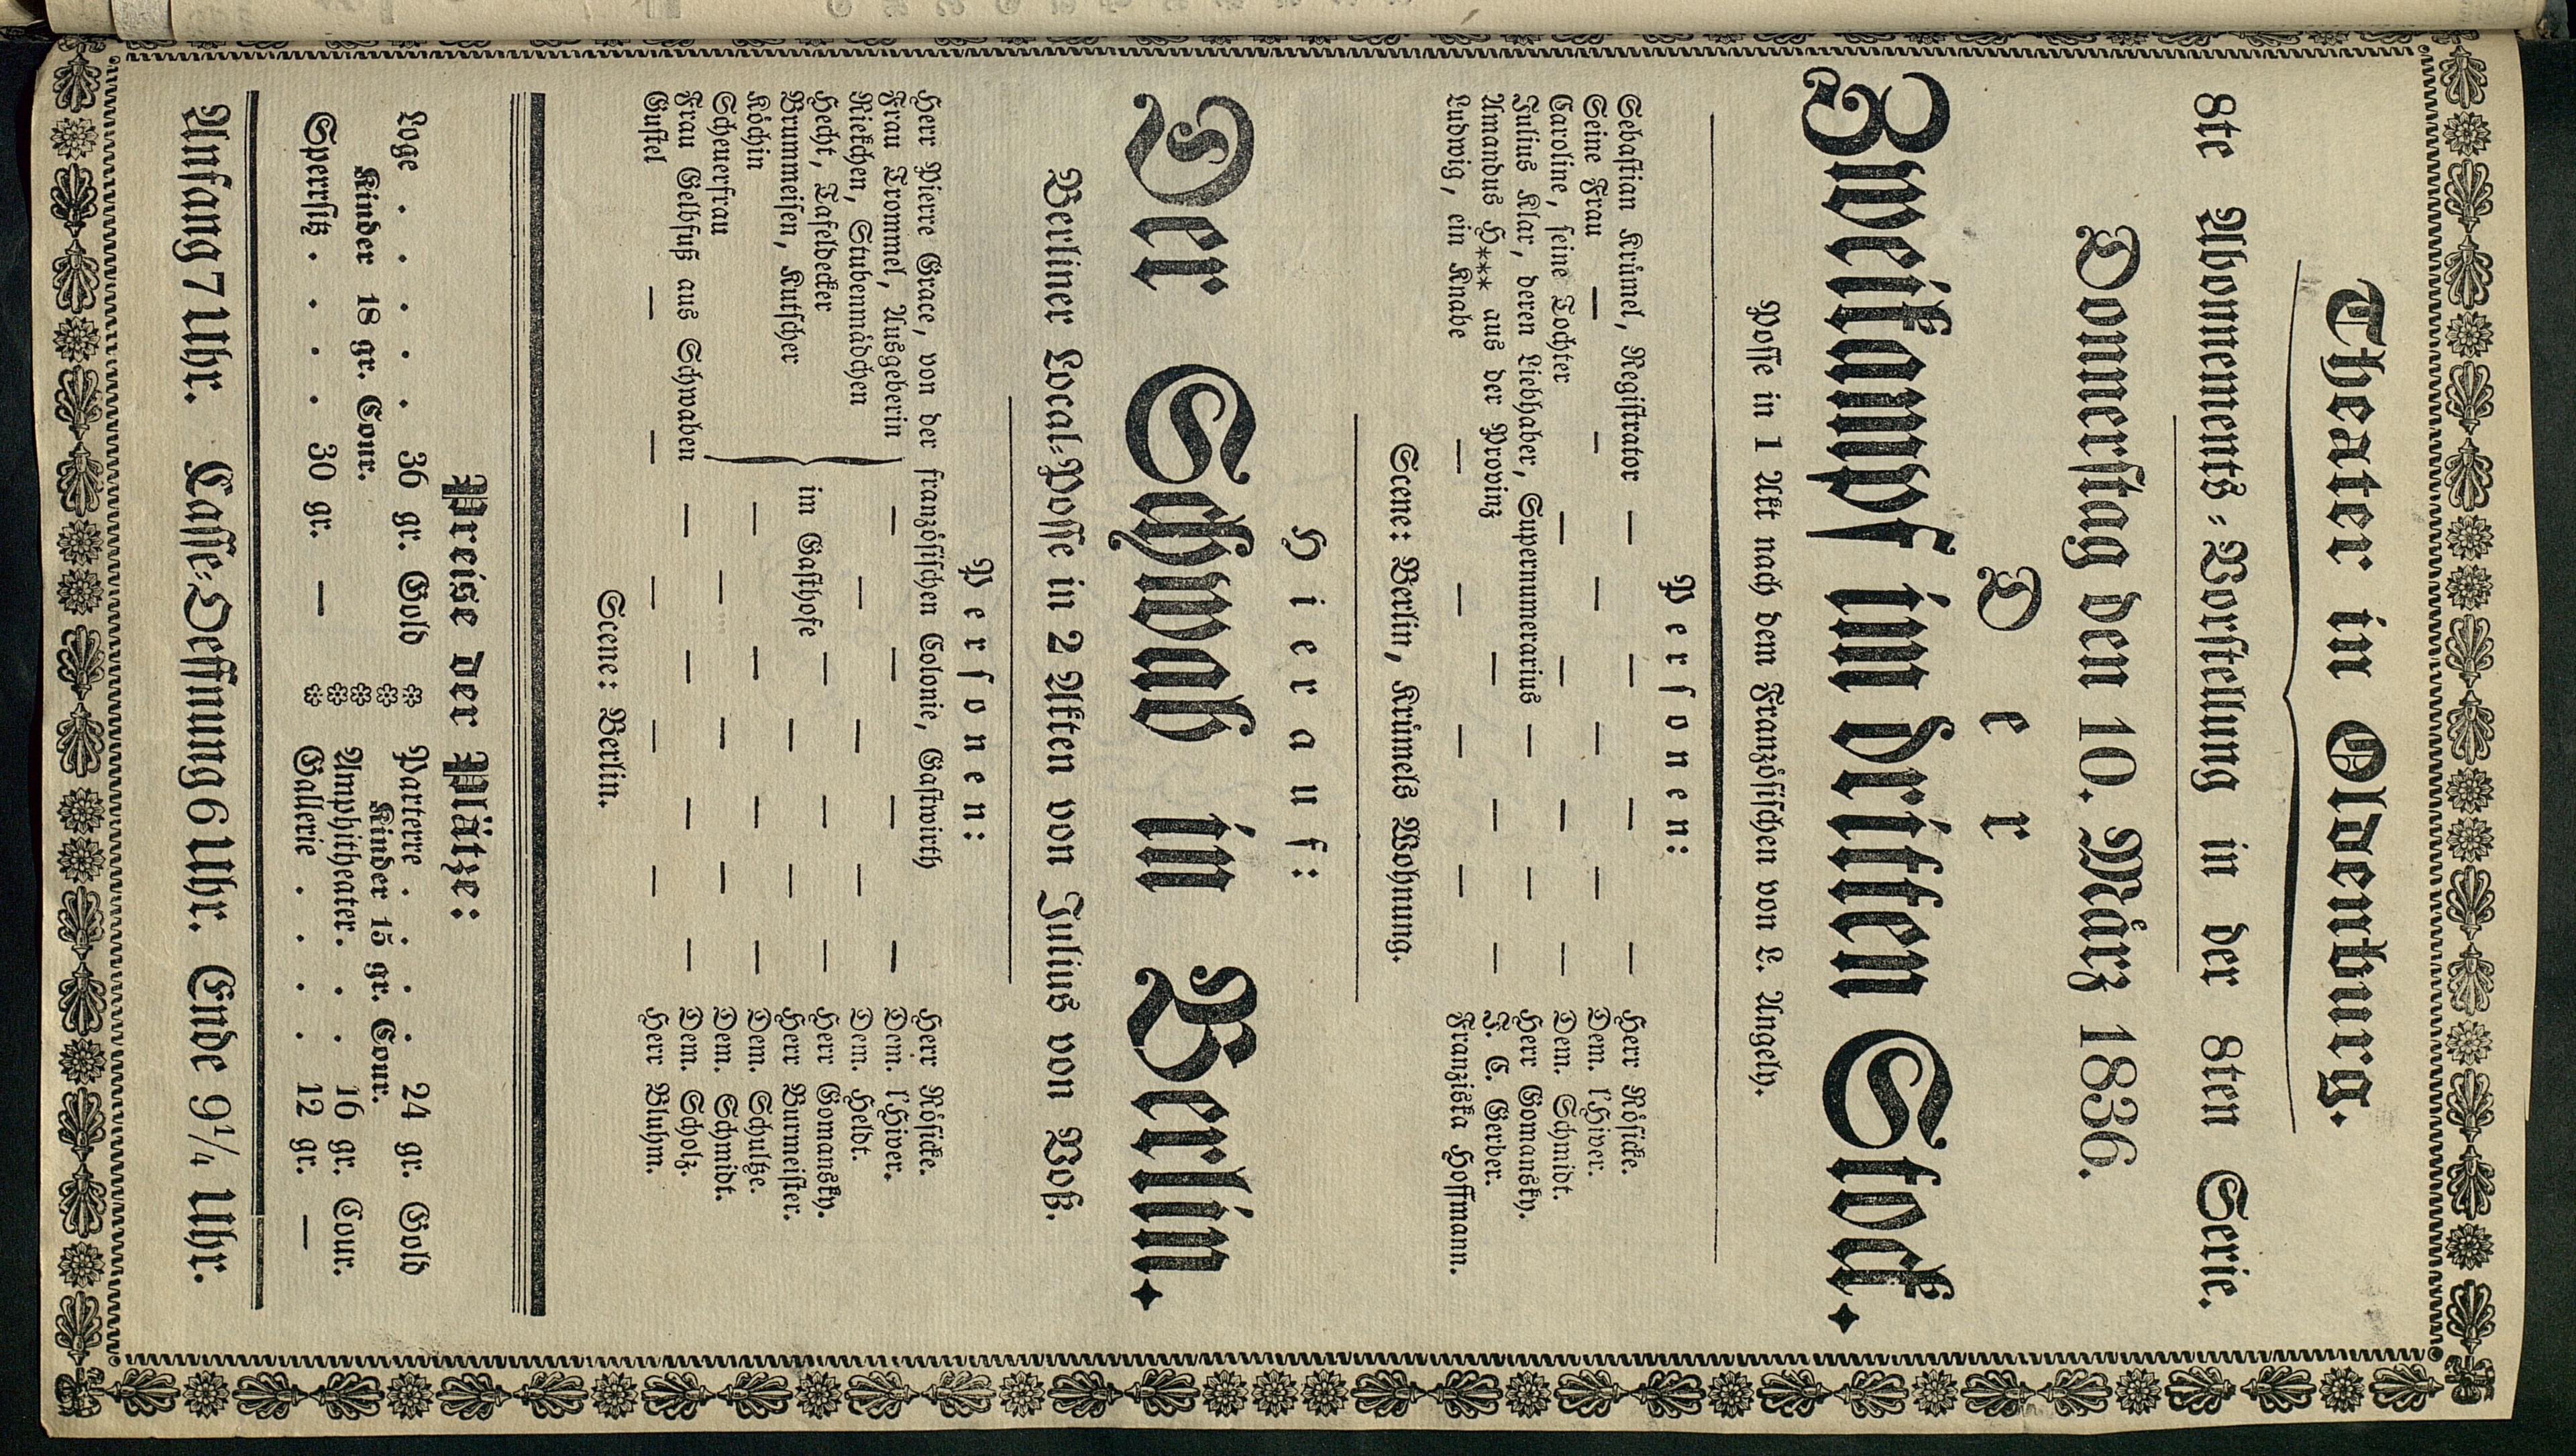 Theater in Oldenburg.
8te Abonnements-Vorstellung in der 8ten Serie.
Donnerstag den 10. März 1836.
Der
Zweikampf im dritten Stock.
Posse in 1 Akt nach dem Französischen von L. Angely.
Personen:
Sebastian Krümel, Registrator — — — — Herr Rösicke.
Seine Frau — — — — — Dem. l'Hiver.
Caroline, seine Tochter — — — — Dem. Schmidt.
Julius Klar, deren Liebhaber, Supernumerarius — — Herr Comansky.
Amandus H*** aus der Provinz — — — J. C. Gerber.
Ludwig, ein Knabe — — — — Franziska Hoffmann.
Scene: Berlin, Krümels Wohnung.
Hierauf:
Der Schwab in Berlin.
Berliner Local-Posse in 2 Akten von Julius von Voß.
Personen:
Herr Pierre Grace, von der französischen Colonie, Gastwirth Herr Rösicke.
Frau Trommel, Ausgeberin — — — — Dem. l'Hiver.
Riekchen, Stubenmädchen — — — Dem. Heldt.
Hecht, Tafeldecker — — — Herr Comansky.
Brummeisen, Kutscher im Gasthofe — — Herr Burmeister.
Köchin — — — — Dem. Schultze.
Scheuerfrau — — — Dem. Schmidt.
Frau Gelbfuß aus Schwaben — — — — Dem. Scholz.
Gustel — — — — — Herr Bluhm.
Scene: Berlin.
Preise der Plätze:
Loge . . . . . 36 gr. Gold
Kinder 18 gr. Cour.
Sperrsitz . . . . 30 gr. —
Parterre . . . . 24 gr. Gold
Kinder 15 gr. Cour.
Amphitheater . . . 16 gr. Cour.
Gallerie . . . . 12 gr. —
Anfang 7 Uhr. Casse-Oeffnung 6 Uhr. Ende 9¼ Uhr.